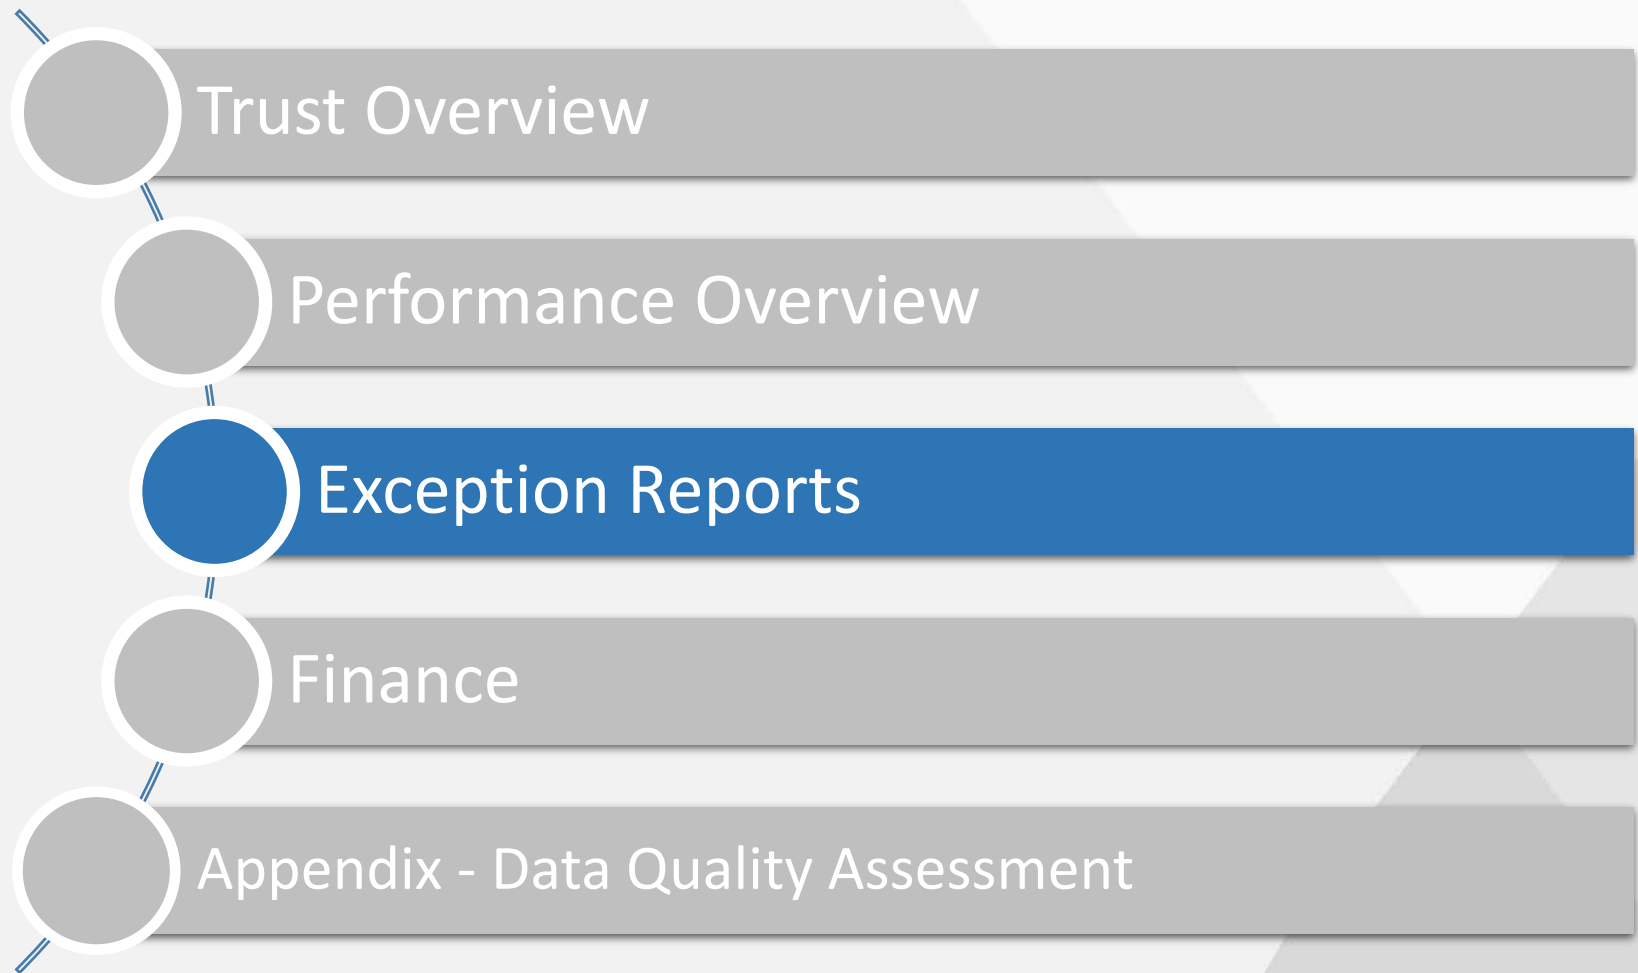 Trust Overview
Performance Overview
Exception Reports
Finance
Appendix - Data Quality Assessment